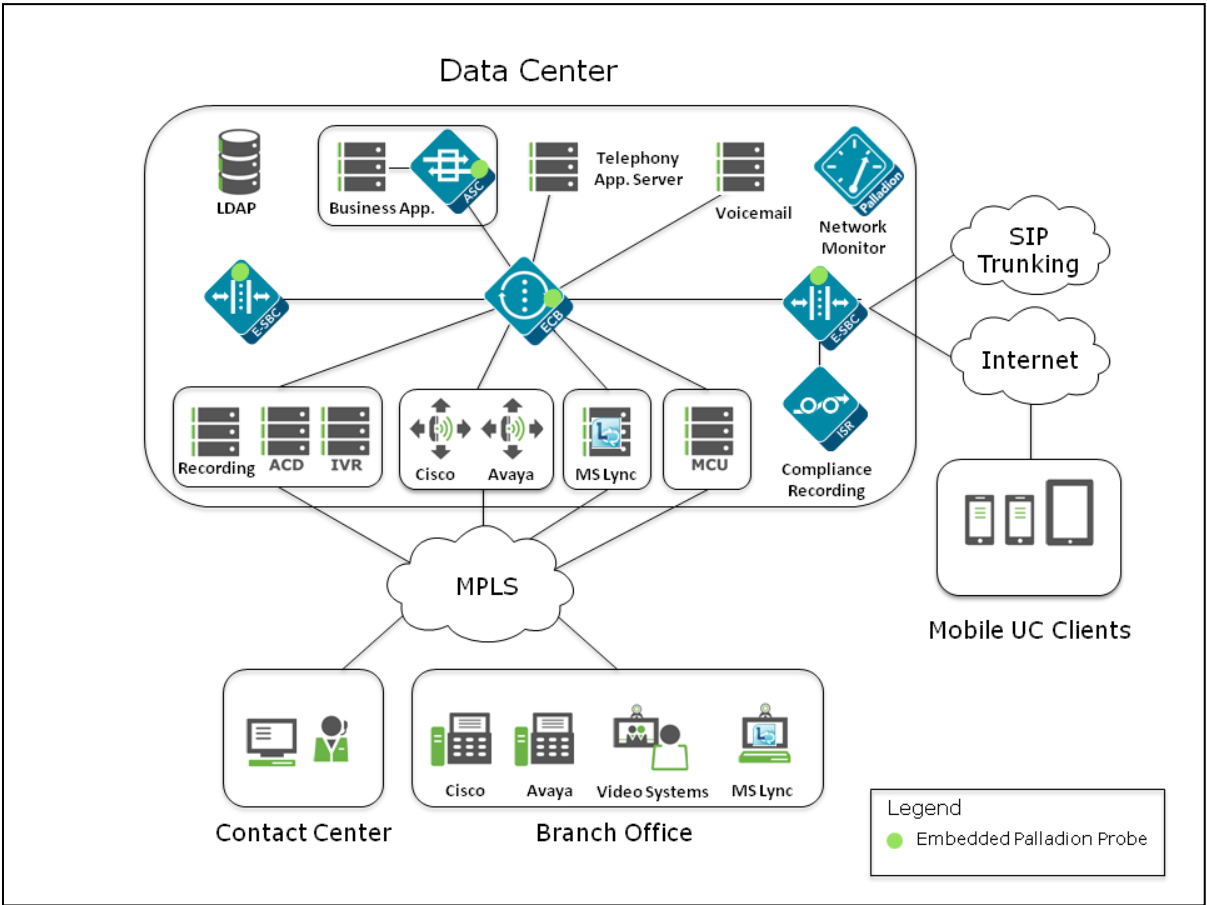 Data Center
LDAP
Business App.
ASC
Telephony
App. Server
Voicemail
Palladion
Network
Monitor
SIP
Trunking
E-SBC
ECB
E-SBC
Internet
Recording
ACD
IVR
Cisco
Avaya
MS Lync
MCU
ISR
Compliance
Recording
MPLS
Mobile UC Clients
Cisco
Avaya
Video Systems
MS Lync
Contact Center
Branch Office
Legend
Embedded Palladion Probe